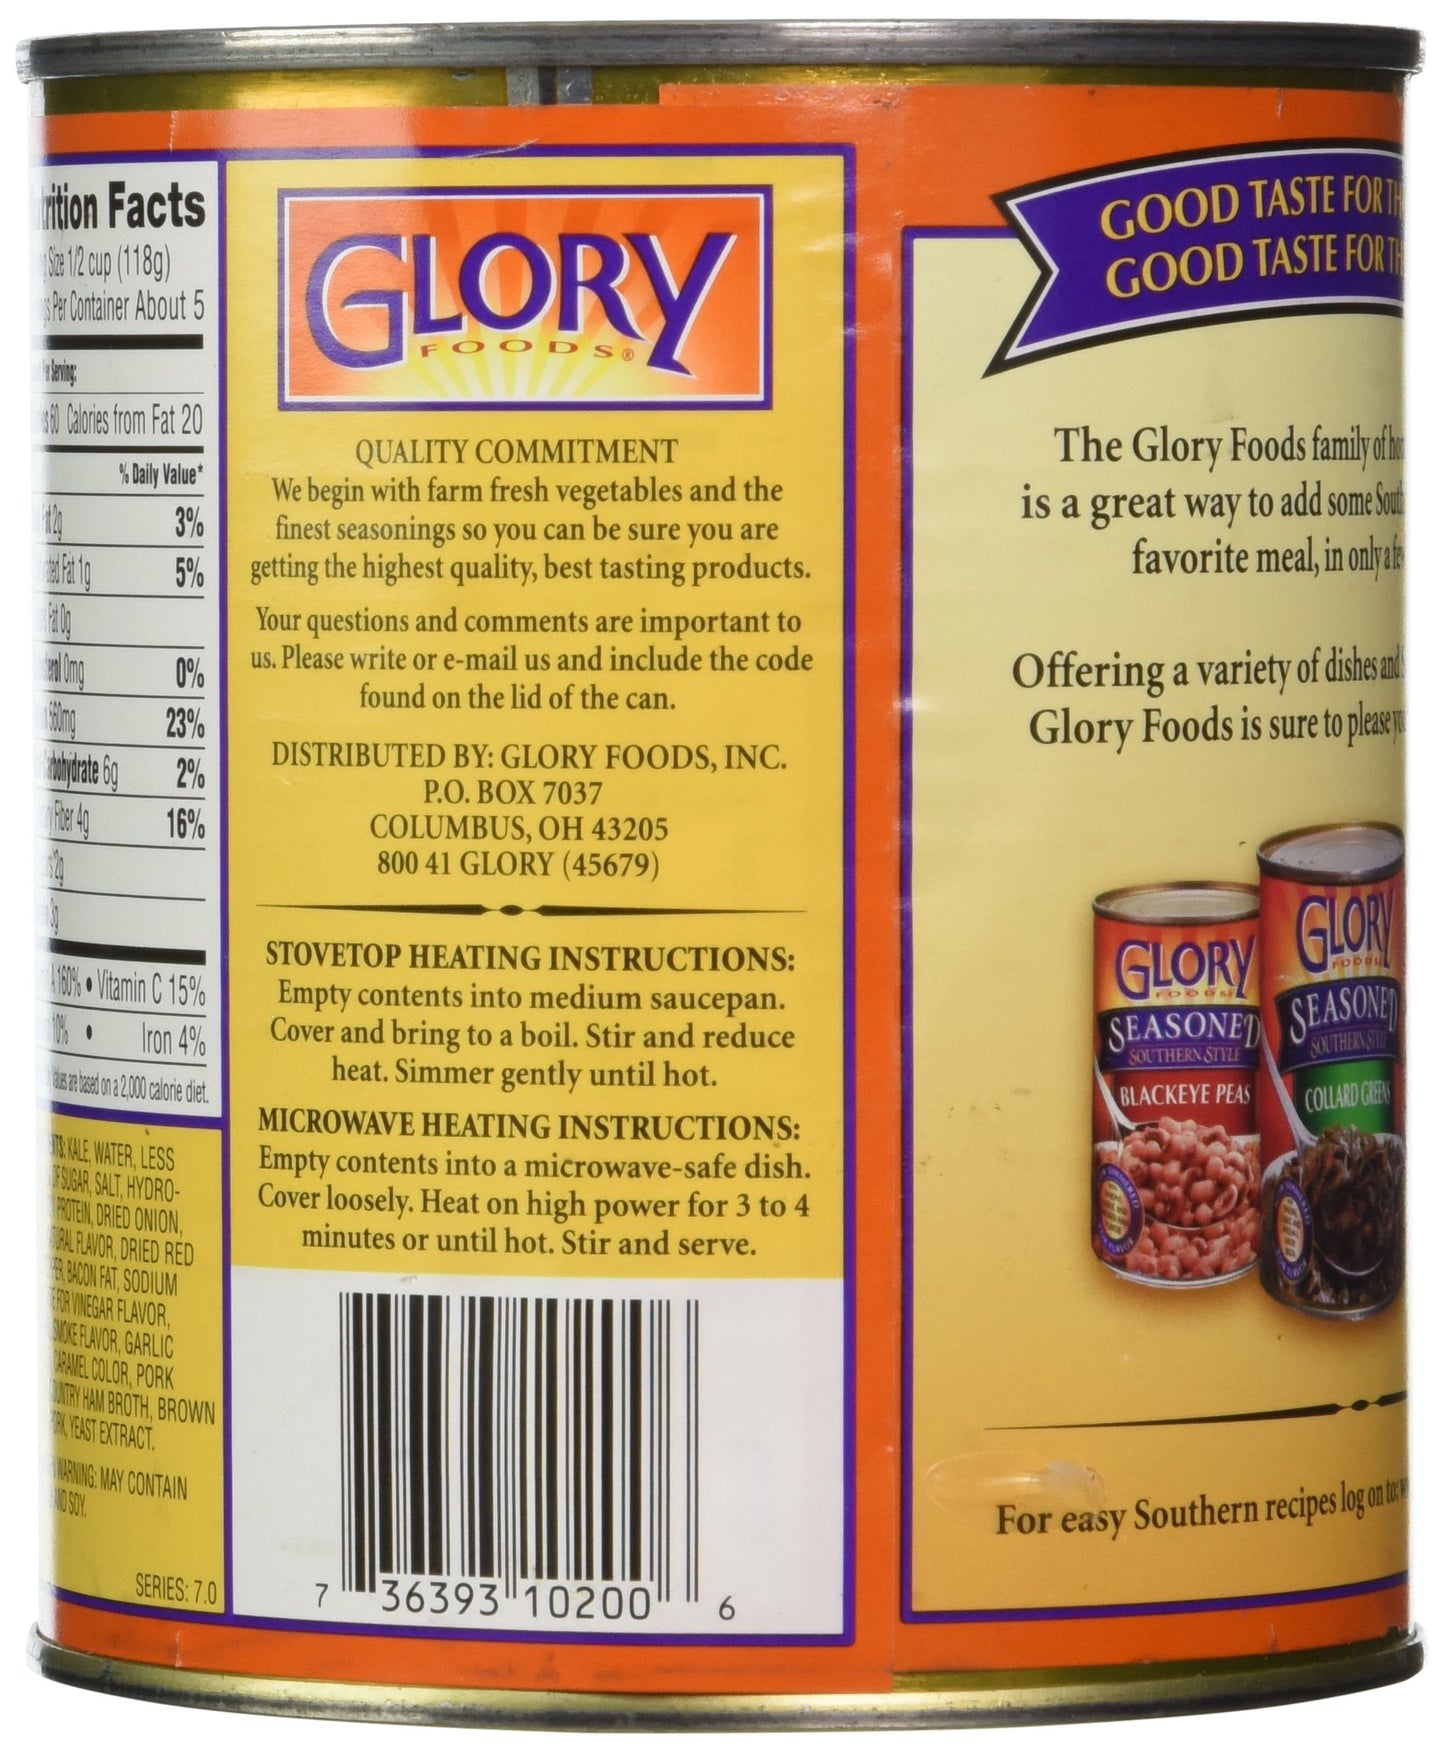 Facts
Size 1/2 cup (118g)
Per Container About 5
Serving:
60 Calories from Fat 20
% Daily Value*
2g 3%
Fat 1g 5%
Fat 0g
0mg 0%
23%
6g 2%
Fiber 4g 16%
2g
3g
A 160% • Vitamin C 15%
10% • Iron 4%
are based on a 2,000 calorie diet.
KALE, WATER, LESS
SUGAR, SALT, HYDRO-
PROTEIN, DRIED ONION,
FLAVOR, DRIED RED
BACON FAT, SODIUM
FOR VINEGAR FLAVOR,
SMOKE FLAVOR, GARLIC
CARAMEL COLOR, PORK
HAM BROTH, BROWN
YEAST EXTRACT.
WARNING: MAY CONTAIN
AND SOY.
SERIES: 7.0
GLORY
FOODS®
QUALITY COMMITMENT
We begin with farm fresh vegetables and the
finest seasonings so you can be sure you are
getting the highest quality, best tasting products.
Your questions and comments are important to
us. Please write or e-mail us and include the code
found on the lid of the can.
DISTRIBUTED BY: GLORY FOODS, INC.
P.O. BOX 7037
COLUMBUS, OH 43205
800 41 GLORY (45679)
STOVETOP HEATING INSTRUCTIONS:
Empty contents into medium saucepan.
Cover and bring to a boil. Stir and reduce
heat. Simmer gently until hot.
MICROWAVE HEATING INSTRUCTIONS:
Empty contents into a microwave-safe dish.
Cover loosely. Heat on high power for 3 to 4
minutes or until hot. Stir and serve.
7 36393 10200 6
GOOD TASTE FOR
GOOD TASTE FOR
The Glory Foods family of
is a great way to add some
favorite meal, in only a
Offering a variety of dishes and
Glory Foods is sure to please
GLORY
FOODS
SEASONED
SOUTHERN STYLE
BLACKEYE PEAS
GLORY
FOODS
SEASONED
SOUTHERN STYLE
COLLARD GREENS
For easy Southern recipes log on to: